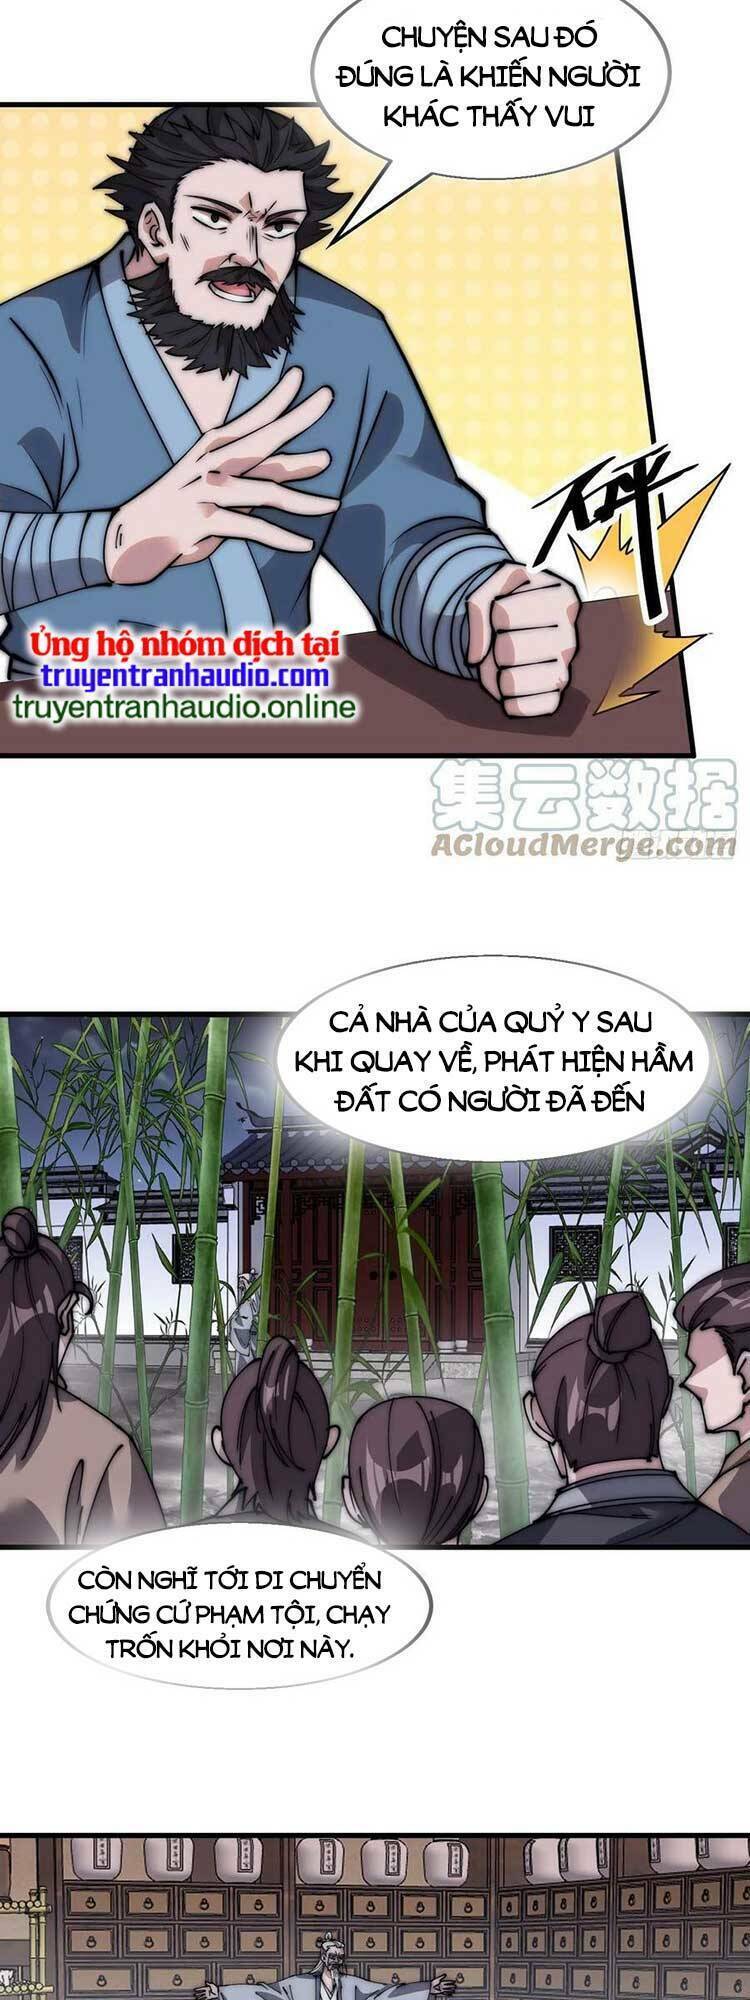 CHUYỆN SAU ĐÓ
ĐÚNG LÀ KHIẾN NGƯỜI
KHÁC THẤY VUI
砰
Ủng hộ nhóm dịch tại
truyentranhaudio.com
truyentranhaudio.online
集云数据
ACloudMerge.com
CẢ NHÀ CỦA QUỶ Y SAU
KHI QUAY VỀ, PHÁT HIỆN HẦM
ĐẤT CÓ NGƯỜI ĐÃ ĐẾN
CÒN NGHĨ TỚI DI CHUYỂN
CHỨNG CỨ PHẠM TỘI, CHẠY
TRỐN KHỎI NƠI NÀY.